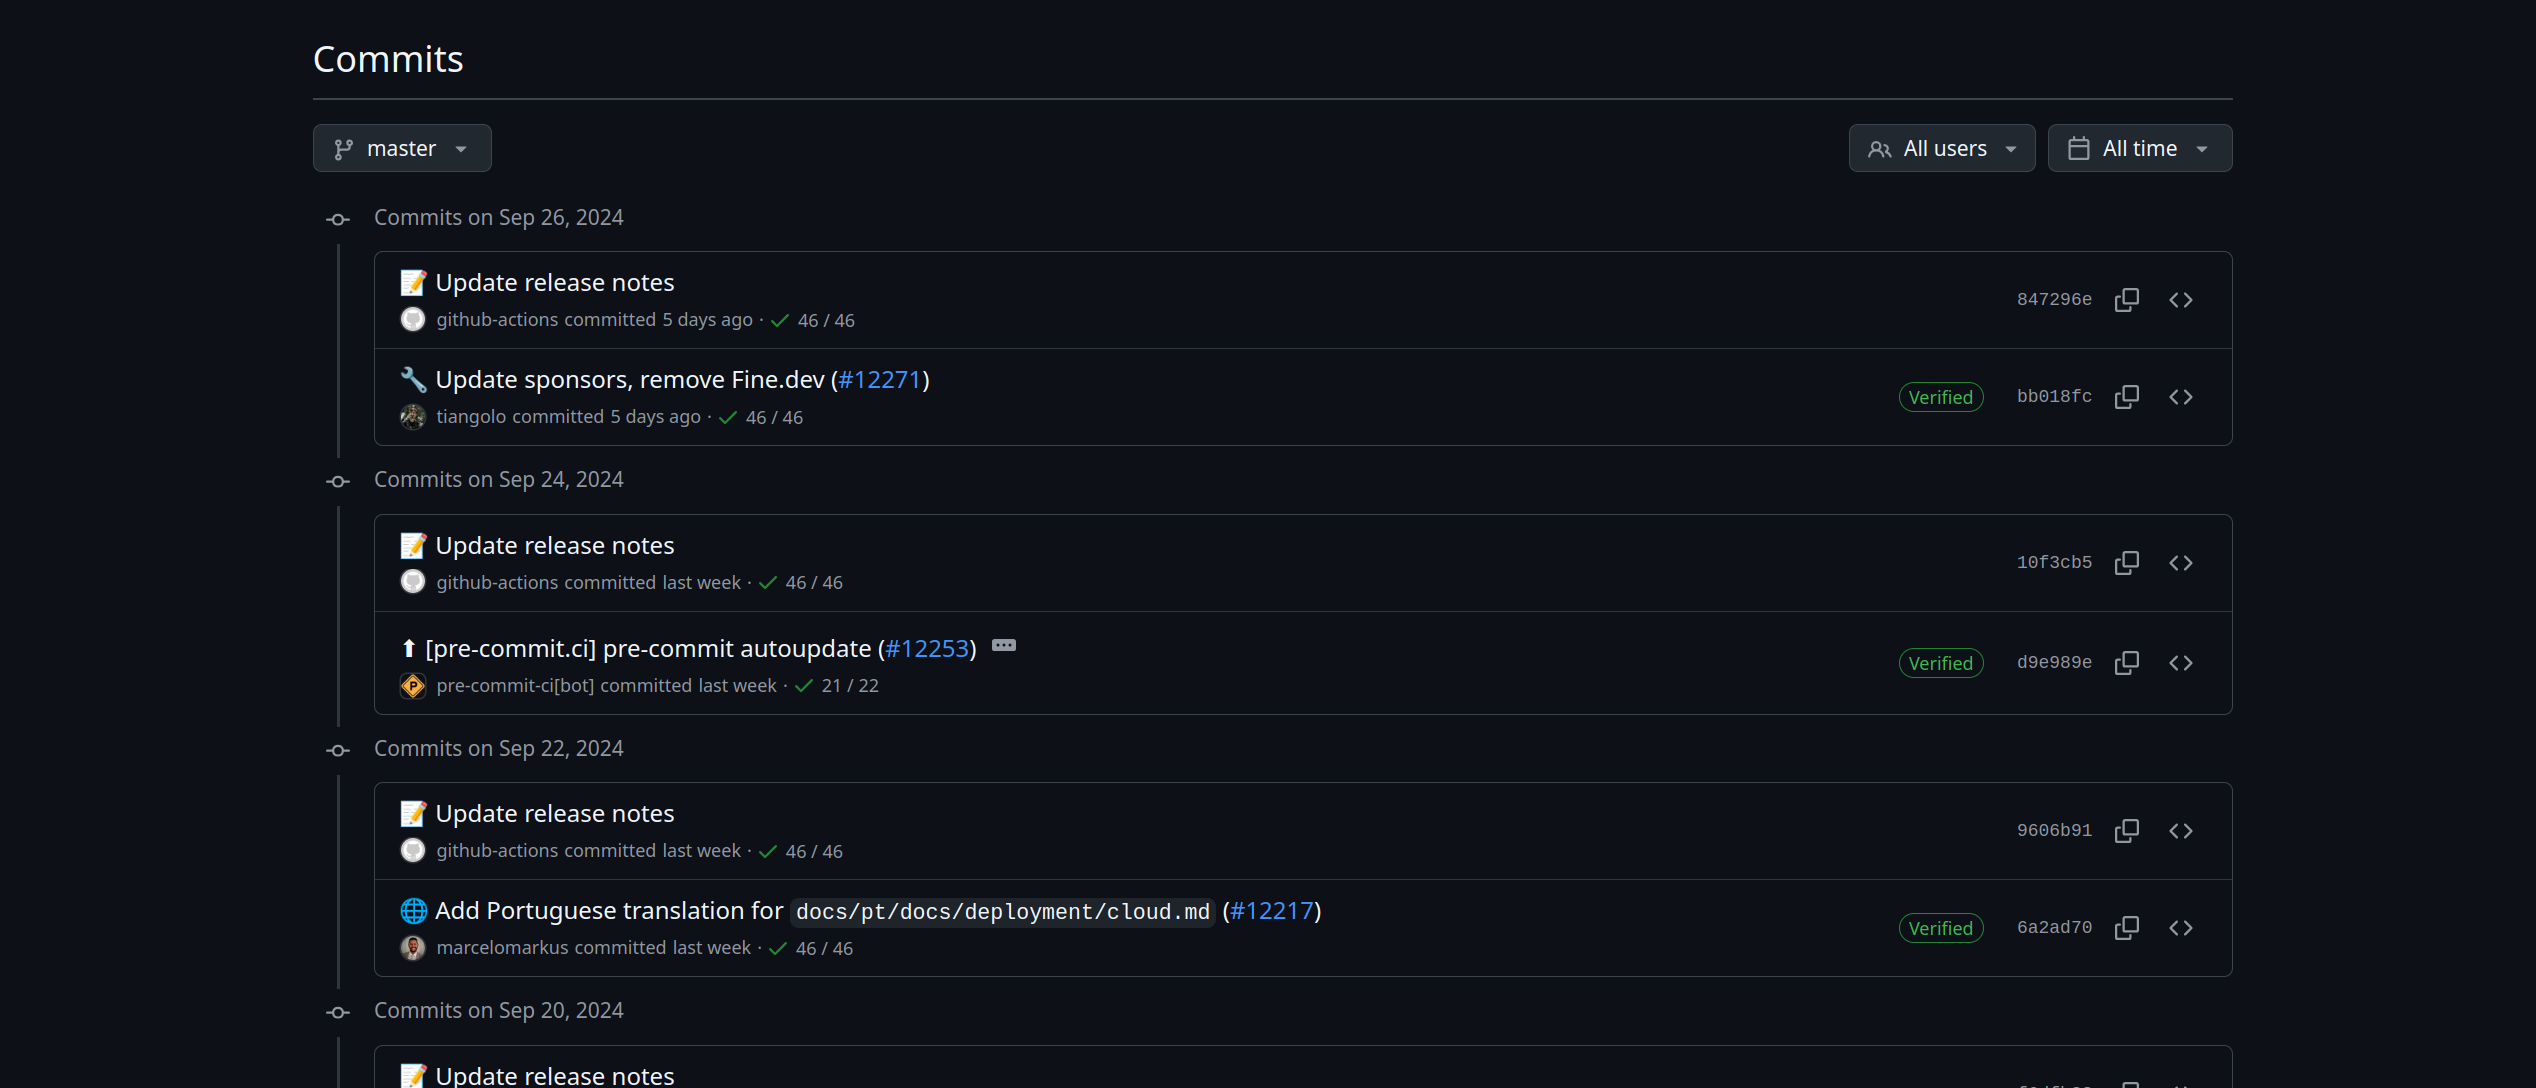 Commits
master
All users
All time
Commits on Sep 26, 2024
📝 Update release notes
github-actions committed 5 days ago · 46 / 46
847296e
🔧 Update sponsors, remove Fine.dev (#12271)
tiangolo committed 5 days ago · 46 / 46
Verified
bb018fc
Commits on Sep 24, 2024
📝 Update release notes
github-actions committed last week · 46 / 46
10f3cb5
⬆ [pre-commit.ci] pre-commit autoupdate (#12253)
pre-commit-ci[bot] committed last week · 21 / 22
Verified
d9e989e
Commits on Sep 22, 2024
📝 Update release notes
github-actions committed last week · 46 / 46
9606b91
🌐 Add Portuguese translation for docs/pt/docs/deployment/cloud.md (#12217)
marcelomarkus committed last week · 46 / 46
Verified
6a2ad70
Commits on Sep 20, 2024
📝 Update release notes